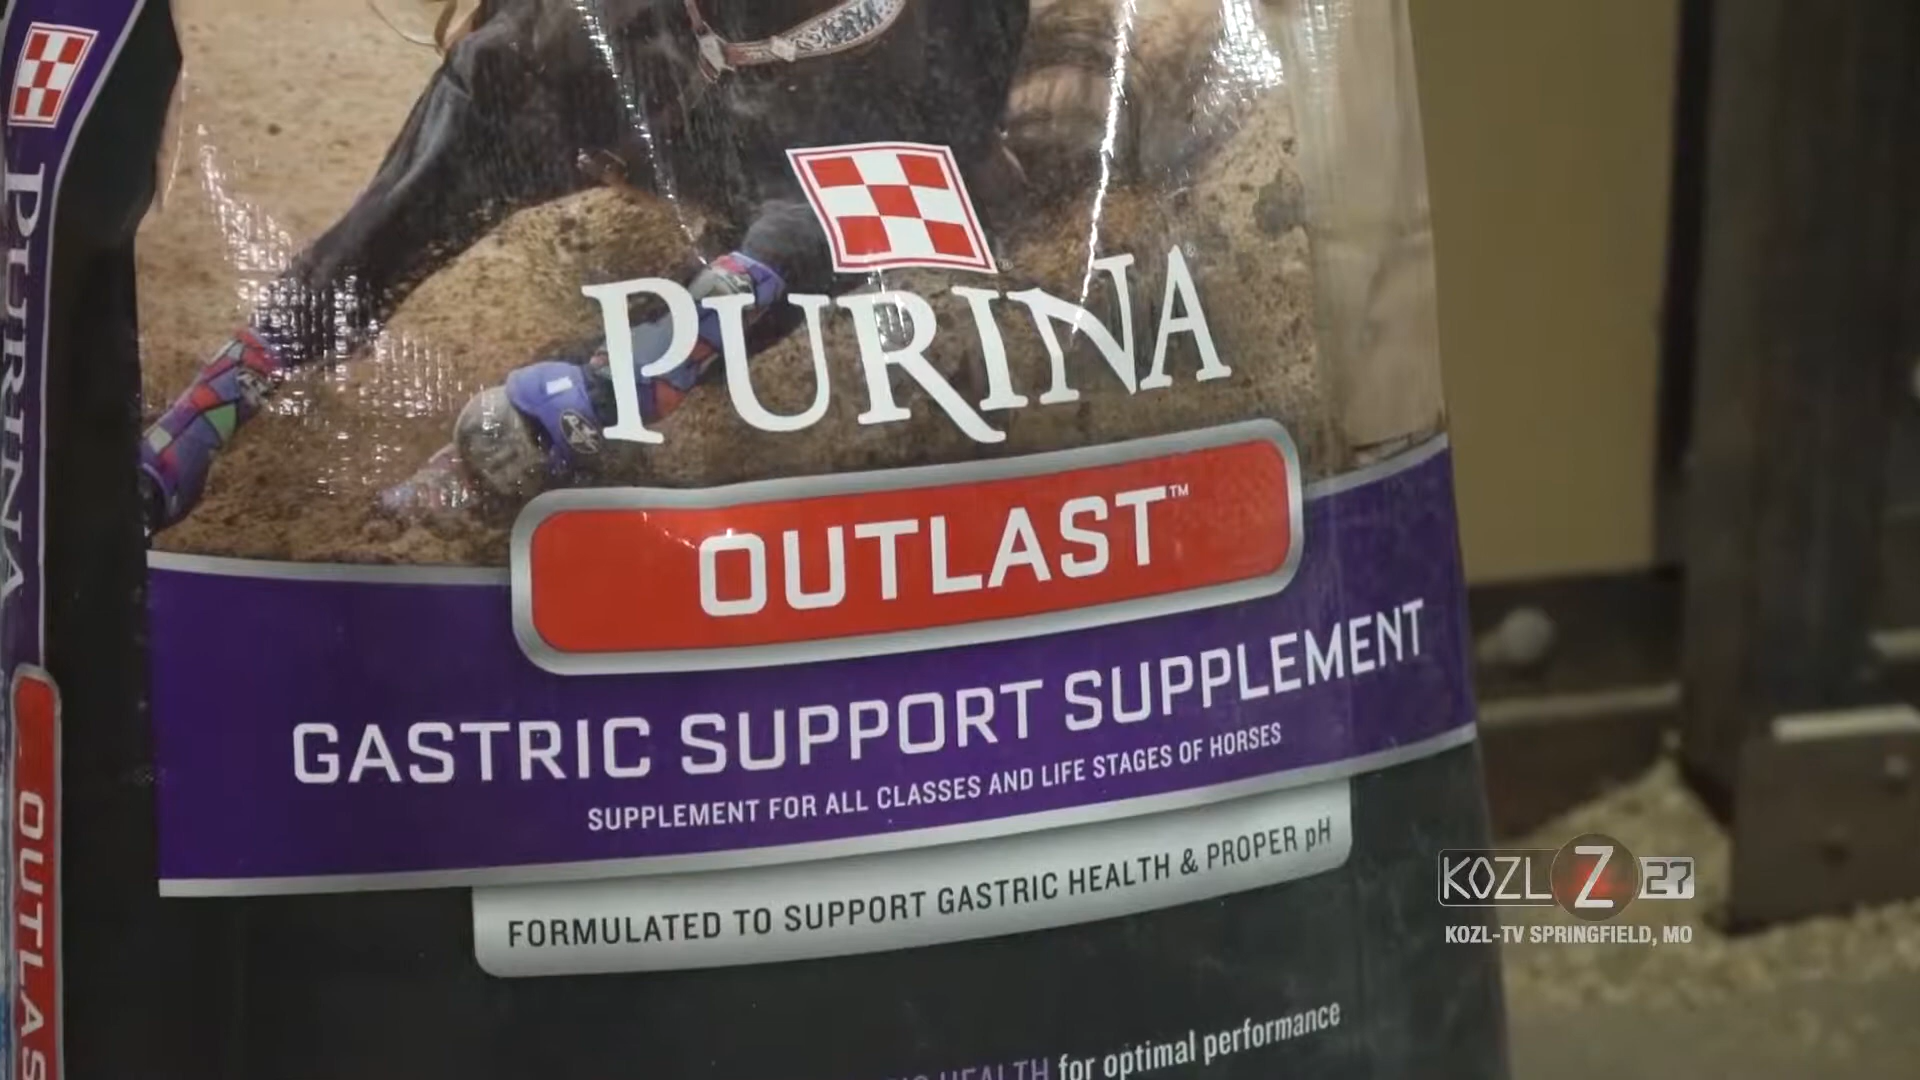 PURINA
PURINA
OUTLAST™
GASTRIC SUPPORT SUPPLEMENT
SUPPLEMENT FOR ALL CLASSES AND LIFE STAGES OF HORSES
FORMULATED TO SUPPORT GASTRIC HEALTH & PROPER pH
HEALTH for optimal performance
OUTLAS
KOZL Z 27
KOZL-TV SPRINGFIELD, MO